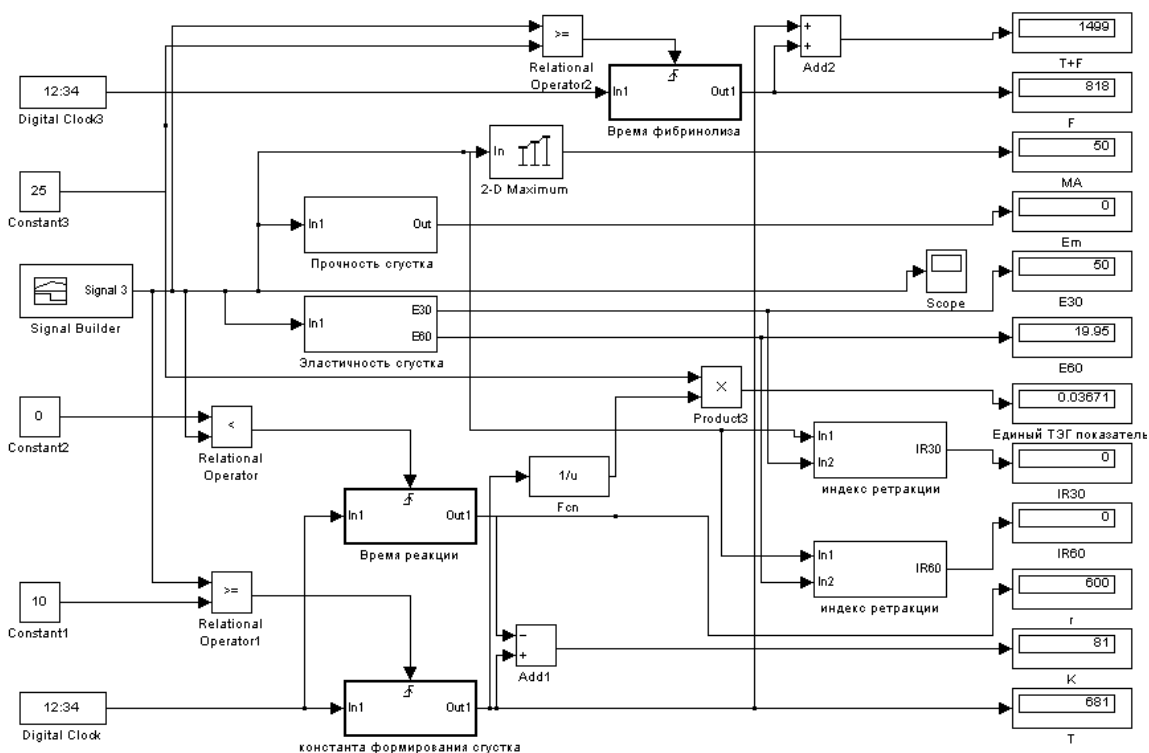 1499
>=
+
+
Relational
Operator2
Add2
T+F
12:34
Digital Clock3
In1
Out1
Время фибринолиза
818
F
In
2-D Maximum
50
MA
25
Constant3
In1
Out
Прочность сгустка
0
Em
Signal 3
Signal Builder
Scope
50
E30
In1
E30
E60
Эластичность сгустка
19.95
E60
×
Product3
0.03671
Единый ТЭГ показатель
0
Constant2
<
Relational
Operator
1/u
Fcn
In1
In2
IR30
индекс ретракции
0
IR30
In1
Out1
Время реакции
0
IR60
In1
In2
IR60
индекс ретракции
10
Constant1
>=
Relational
Operator1
600
r
−
+
Add1
81
K
12:34
Digital Clock
In1
Out1
константа формирования сгустка
681
T